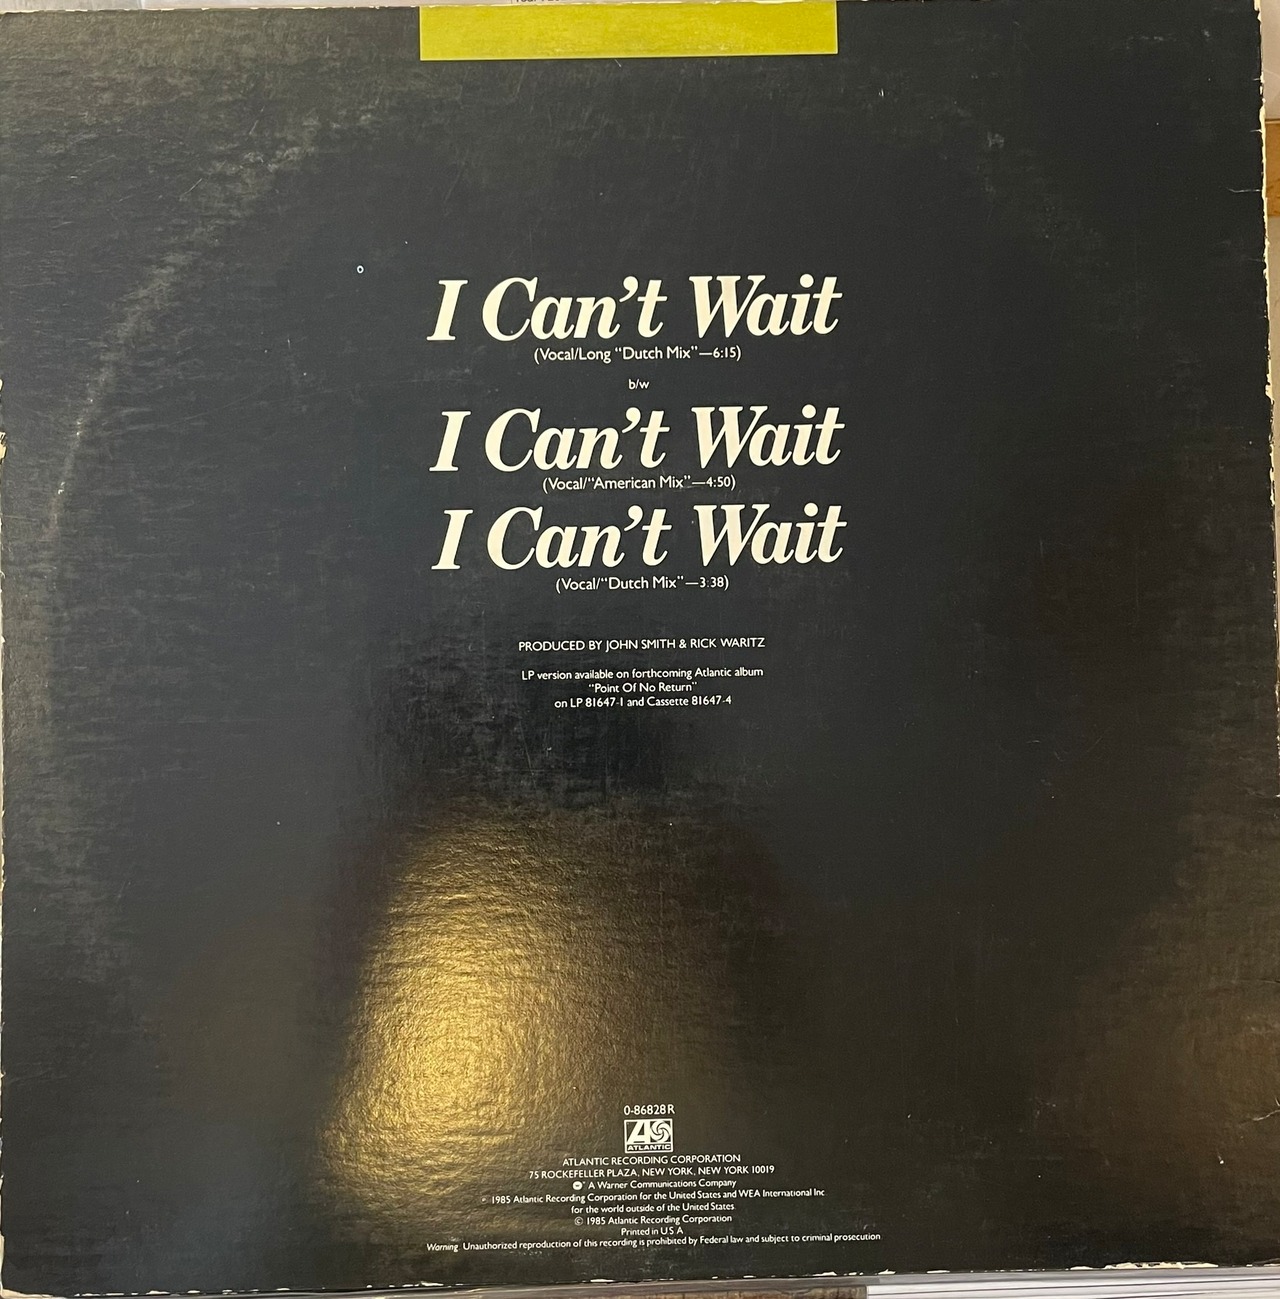 I Can't Wait
(Vocal/Long "Dutch Mix"—6:15)
b/w
I Can't Wait
(Vocal/"American Mix"—4:50)
I Can't Wait
(Vocal/"Dutch Mix"—3:38)
PRODUCED BY JOHN SMITH & RICK WARITZ
LP version available on forthcoming Atlantic album
"Point Of No Return"
on LP 81647-1 and Cassette 81647-4
0-86828 R
ATLANTIC
ATLANTIC RECORDING CORPORATION
75 ROCKEFELLER PLAZA, NEW YORK, NEW YORK 10019
A Warner Communications Company
1985 Atlantic Recording Corporation for the United States and WEA International Inc.
for the world outside of the United States.
© 1985 Atlantic Recording Corporation
Printed in U S A
Warning Unauthorized reproduction of this recording is prohibited by Federal law and subject to criminal prosecution